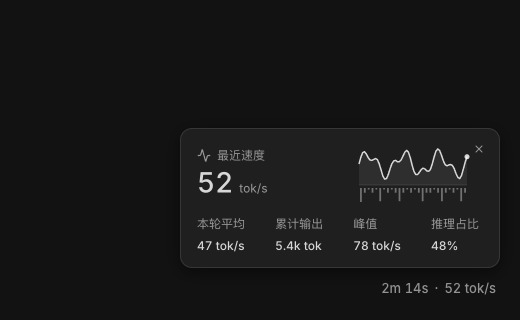 最近速度
52 tok/s
本轮平均 累计输出 峰值 推理占比
47 tok/s 5.4k tok 78 tok/s 48%
2m 14s · 52 tok/s